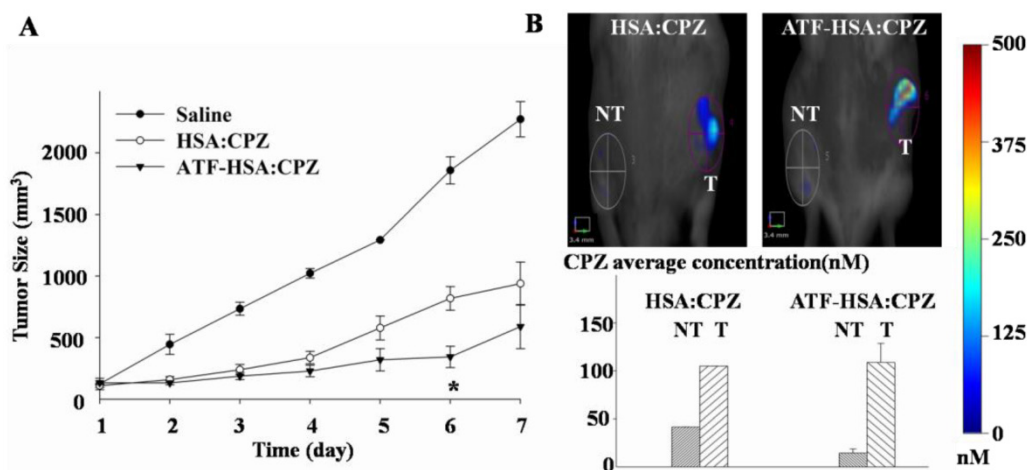 A
Saline
HSA:CPZ
ATF-HSA:CPZ
Tumor Size (mm³)
2000
1500
1000
500
0
*
1 2 3 4 5 6 7
Time (day)
B
HSA:CPZ ATF-HSA:CPZ
NT NT
T T
3.4 mm 3.4 mm
500
375
250
125
0
nM
CPZ average concentration(nM)
HSA:CPZ ATF-HSA:CPZ
NT T NT T
150
100
50
0